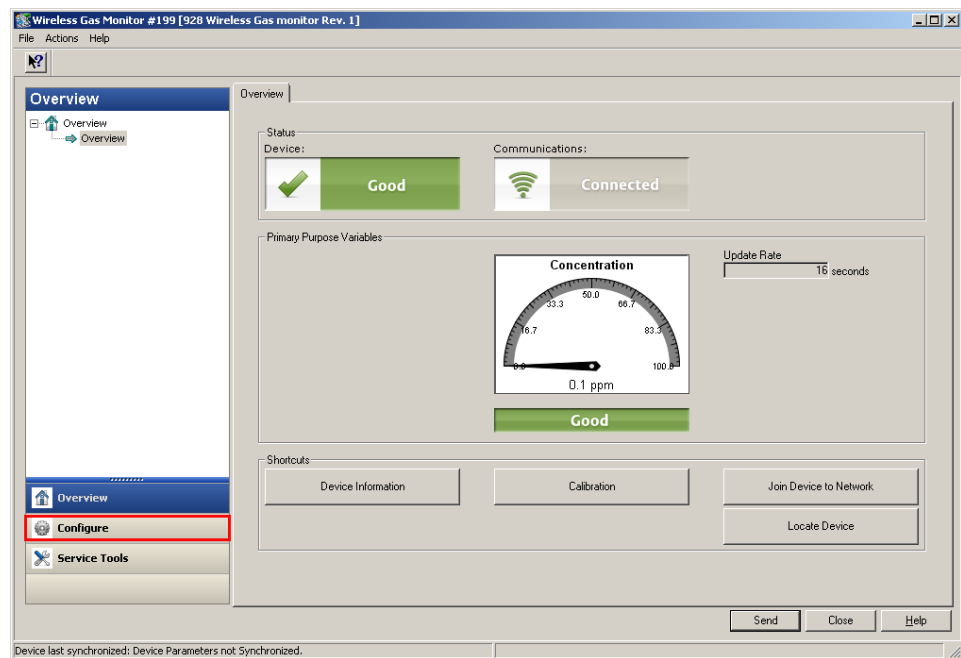 Wireless Gas Monitor #199 [928 Wireless Gas monitor Rev. 1]
File Actions Help
Overview
Overview
Overview
Overview
Status
Device:
Communications:
Good
Connected
Primary Purpose Variables
Concentration
0.0
16.7
33.3
50.0
66.7
83.3
100.0
0.1 ppm
Good
Update Rate
16 seconds
Shortcuts
Device Information
Calibration
Join Device to Network
Locate Device
Overview
Configure
Service Tools
Send
Close
Help
Device last synchronized: Device Parameters not Synchronized.